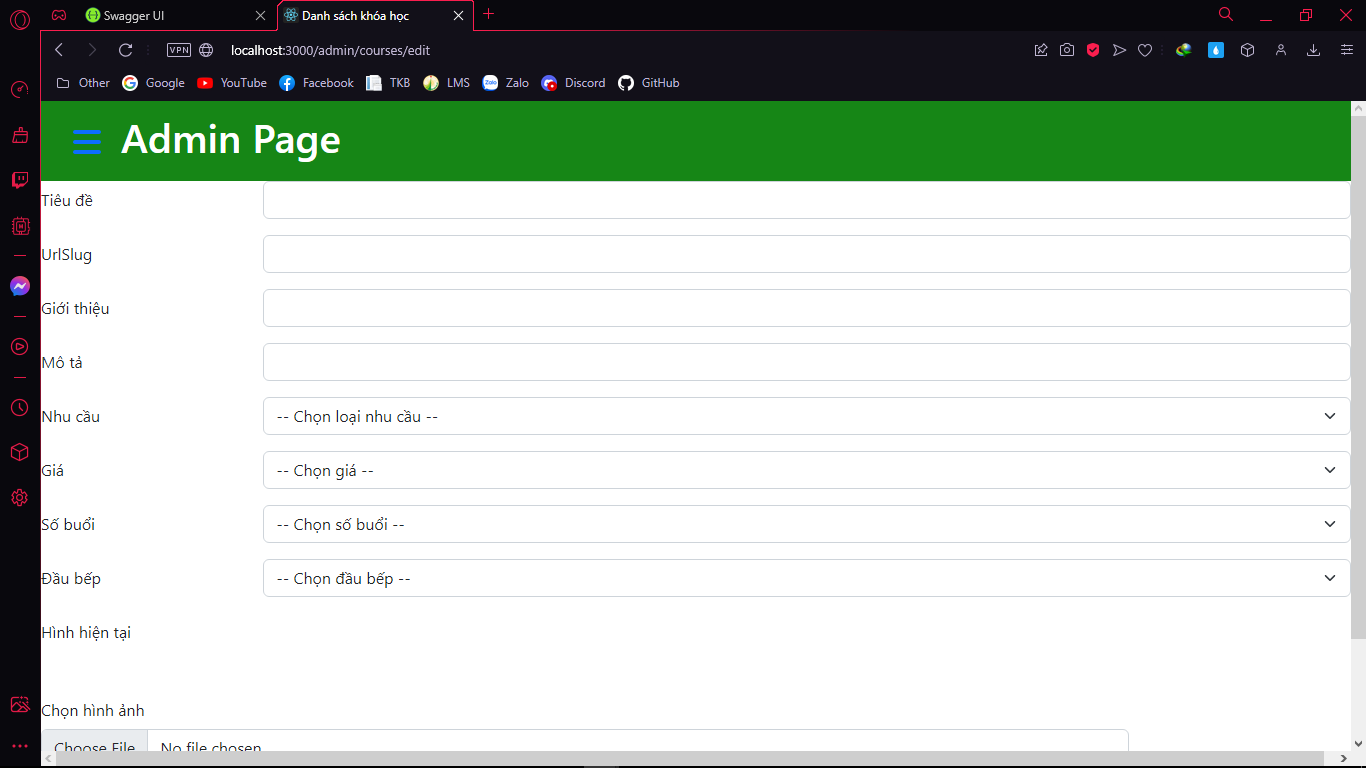 Swagger UI
Danh sách khóa học
VPN
localhost:3000/admin/courses/edit
Other Google YouTube Facebook TKB LMS Zalo Discord GitHub
Admin Page
Tiêu đề
UrlSlug
Giới thiệu
Mô tả
Nhu cầu -- Chọn loại nhu cầu --
Giá -- Chọn giá --
Số buổi -- Chọn số buổi --
Đầu bếp -- Chọn đầu bếp --
Hình hiện tại
Chọn hình ảnh
Choose File No file chosen